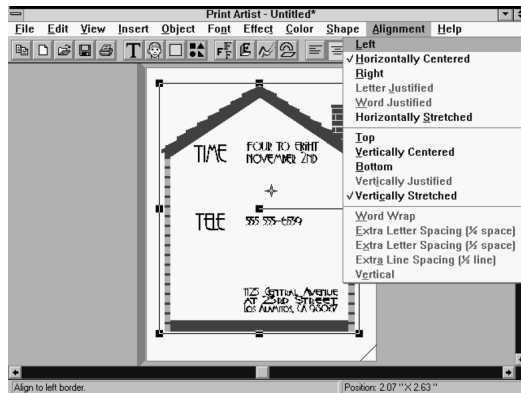 Print Artist - Untitled*
File Edit View Insert Object Font Effect Color Shape Alignment Help
Left
✓Horizontally Centered
Right
Letter Justified
Word Justified
Horizontally Stretched
Top
Vertically Centered
Bottom
Vertically Justified
✓Vertically Stretched
Word Wrap
Extra Letter Spacing (¼ space)
Extra Letter Spacing (½ space)
Extra Line Spacing (½ line)
Vertical
TIME FOUR TO EIGHT
NOVEMBER 2ND
TELE 555 555-6559
1125 CENTRAL AVENUE
AT 23RD STREET
LOS ALAMITOS, CA
Align to left border. Position: 2.07 "X 2.63 "